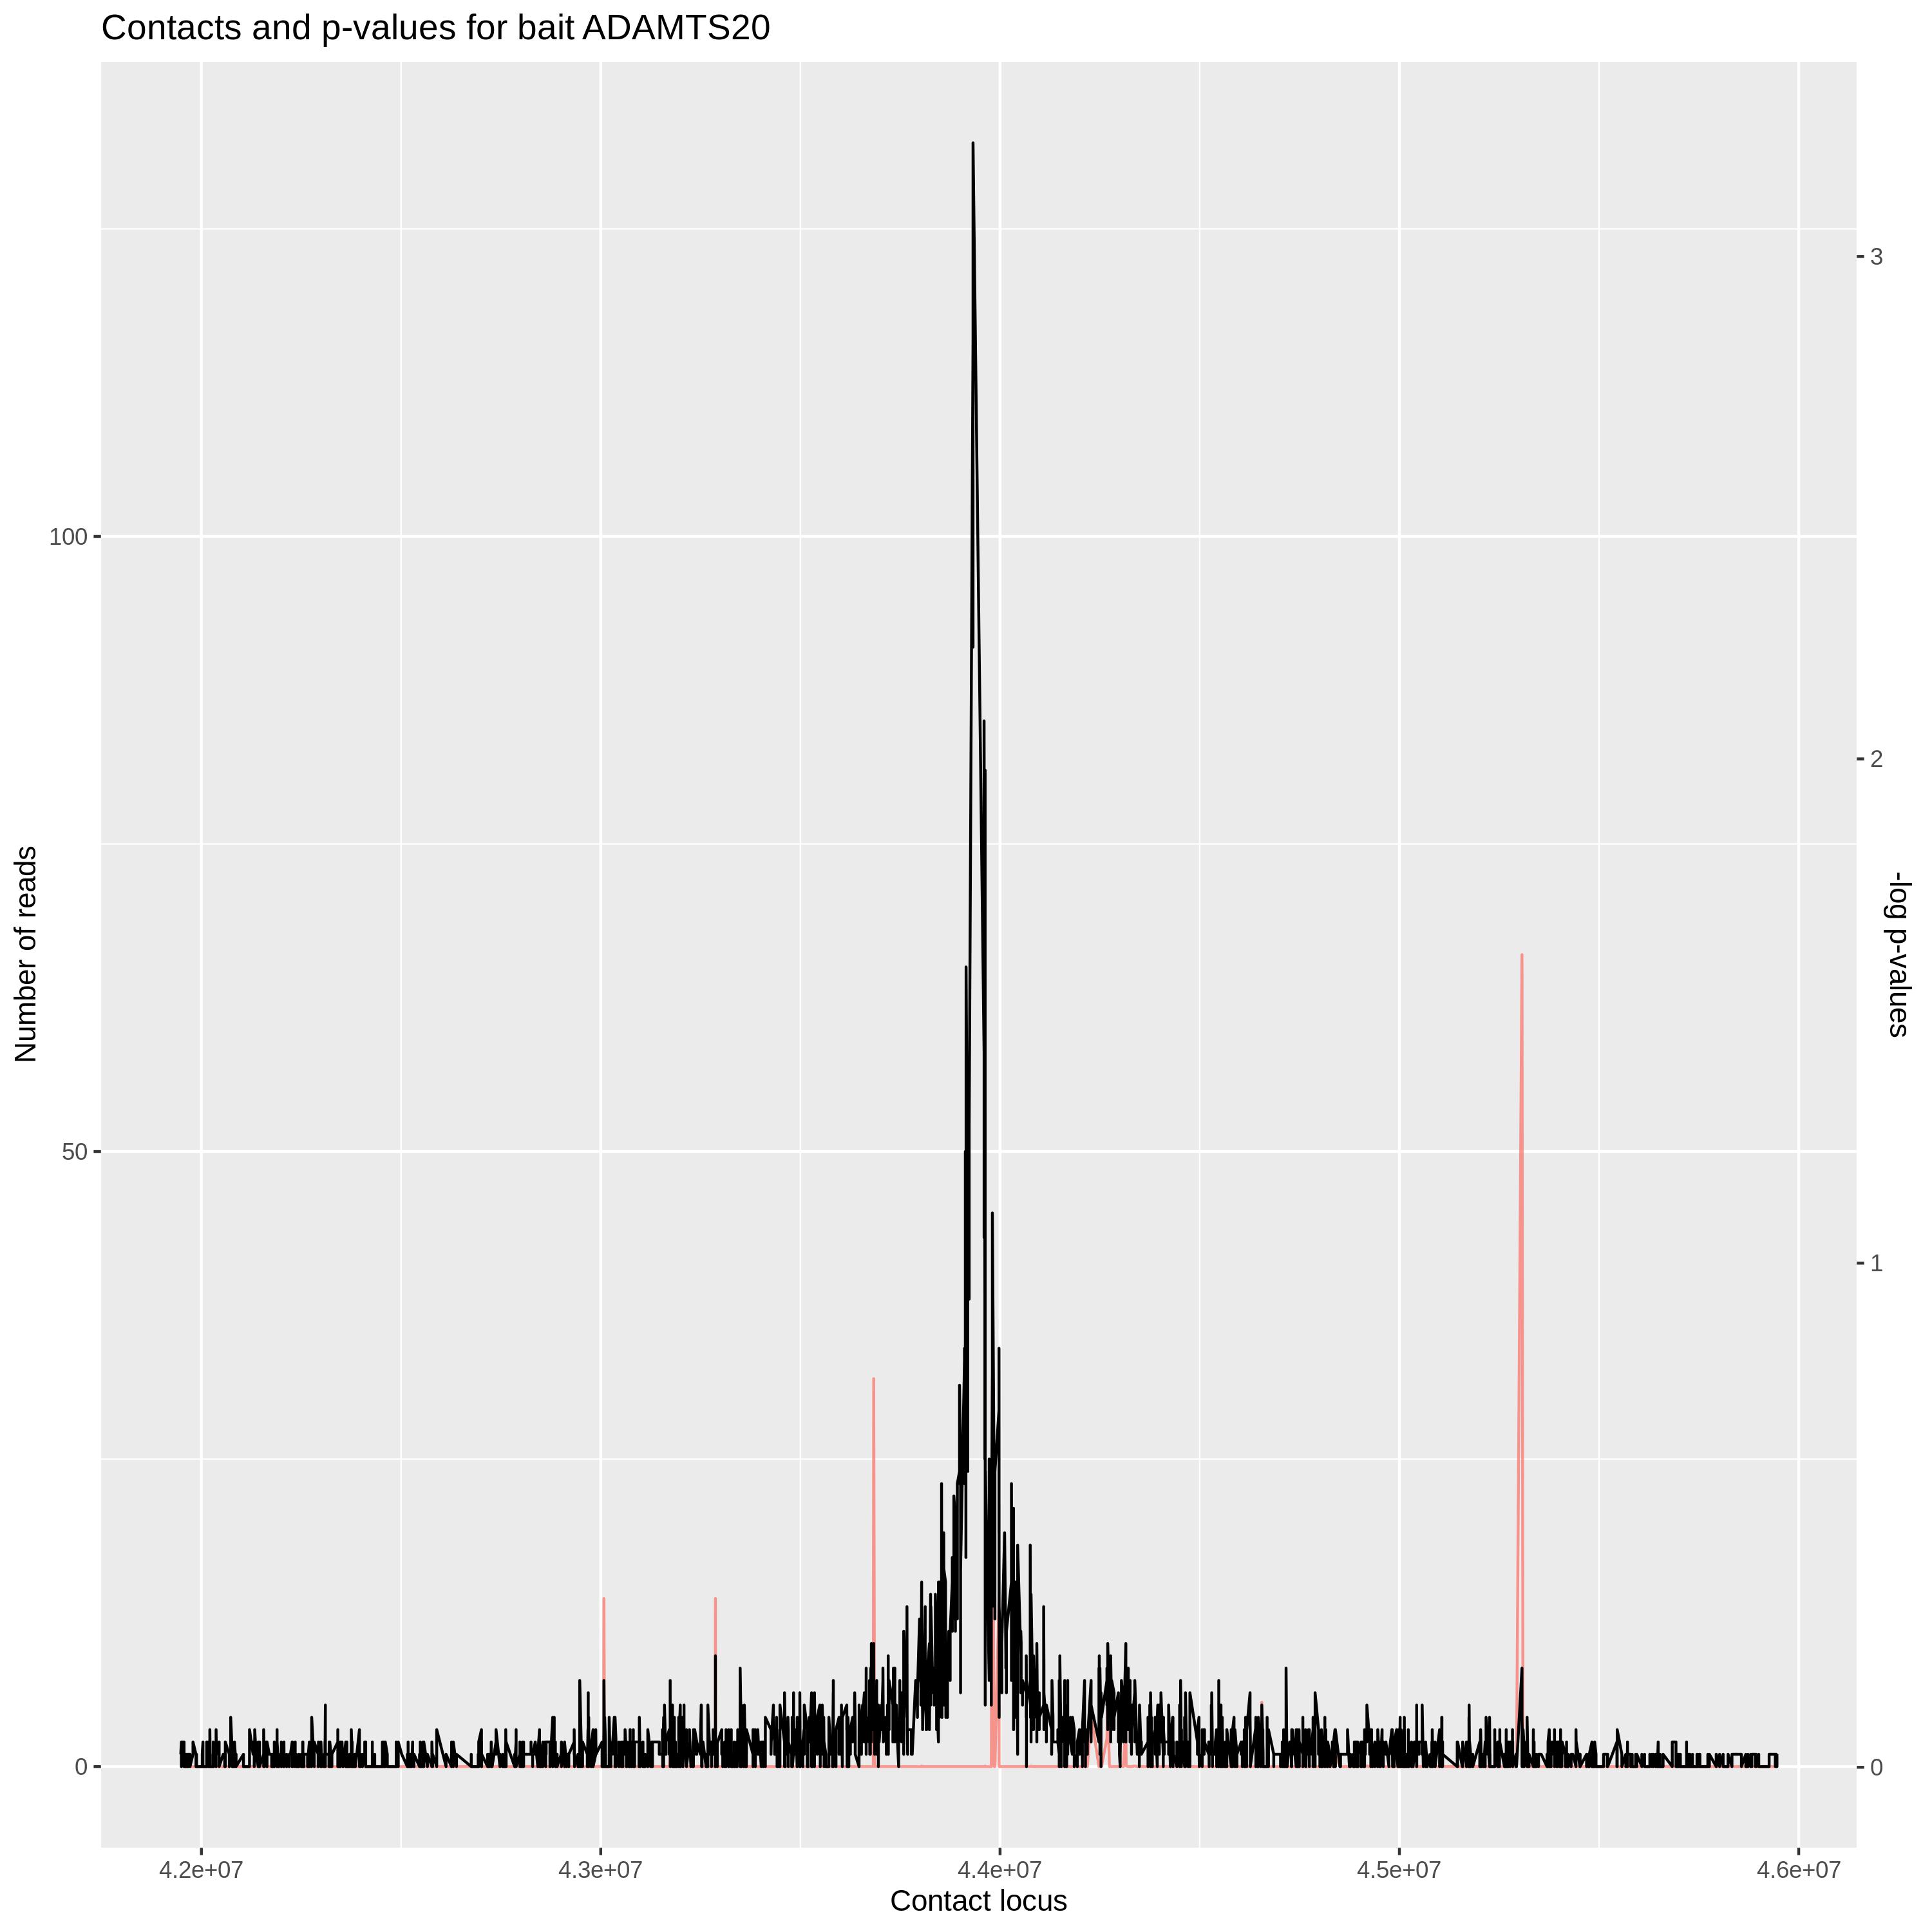 Contacts and p-values for bait ADAMTS20
Number of reads
100
50
0
3
2
1
0
-log p-values
4.2e+07
4.3e+07
4.4e+07
4.5e+07
4.6e+07
Contact locus